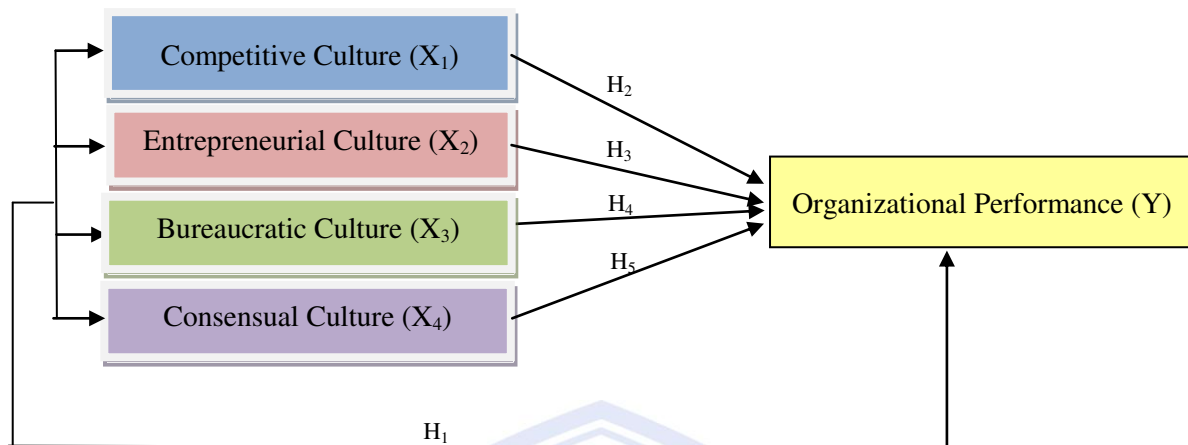 Competitive Culture (X₁)
H₂
Entrepreneurial Culture (X₂)
H₃
Organizational Performance (Y)
Bureaucratic Culture (X₃)
H₄
Consensual Culture (X₄)
H₅
H₁